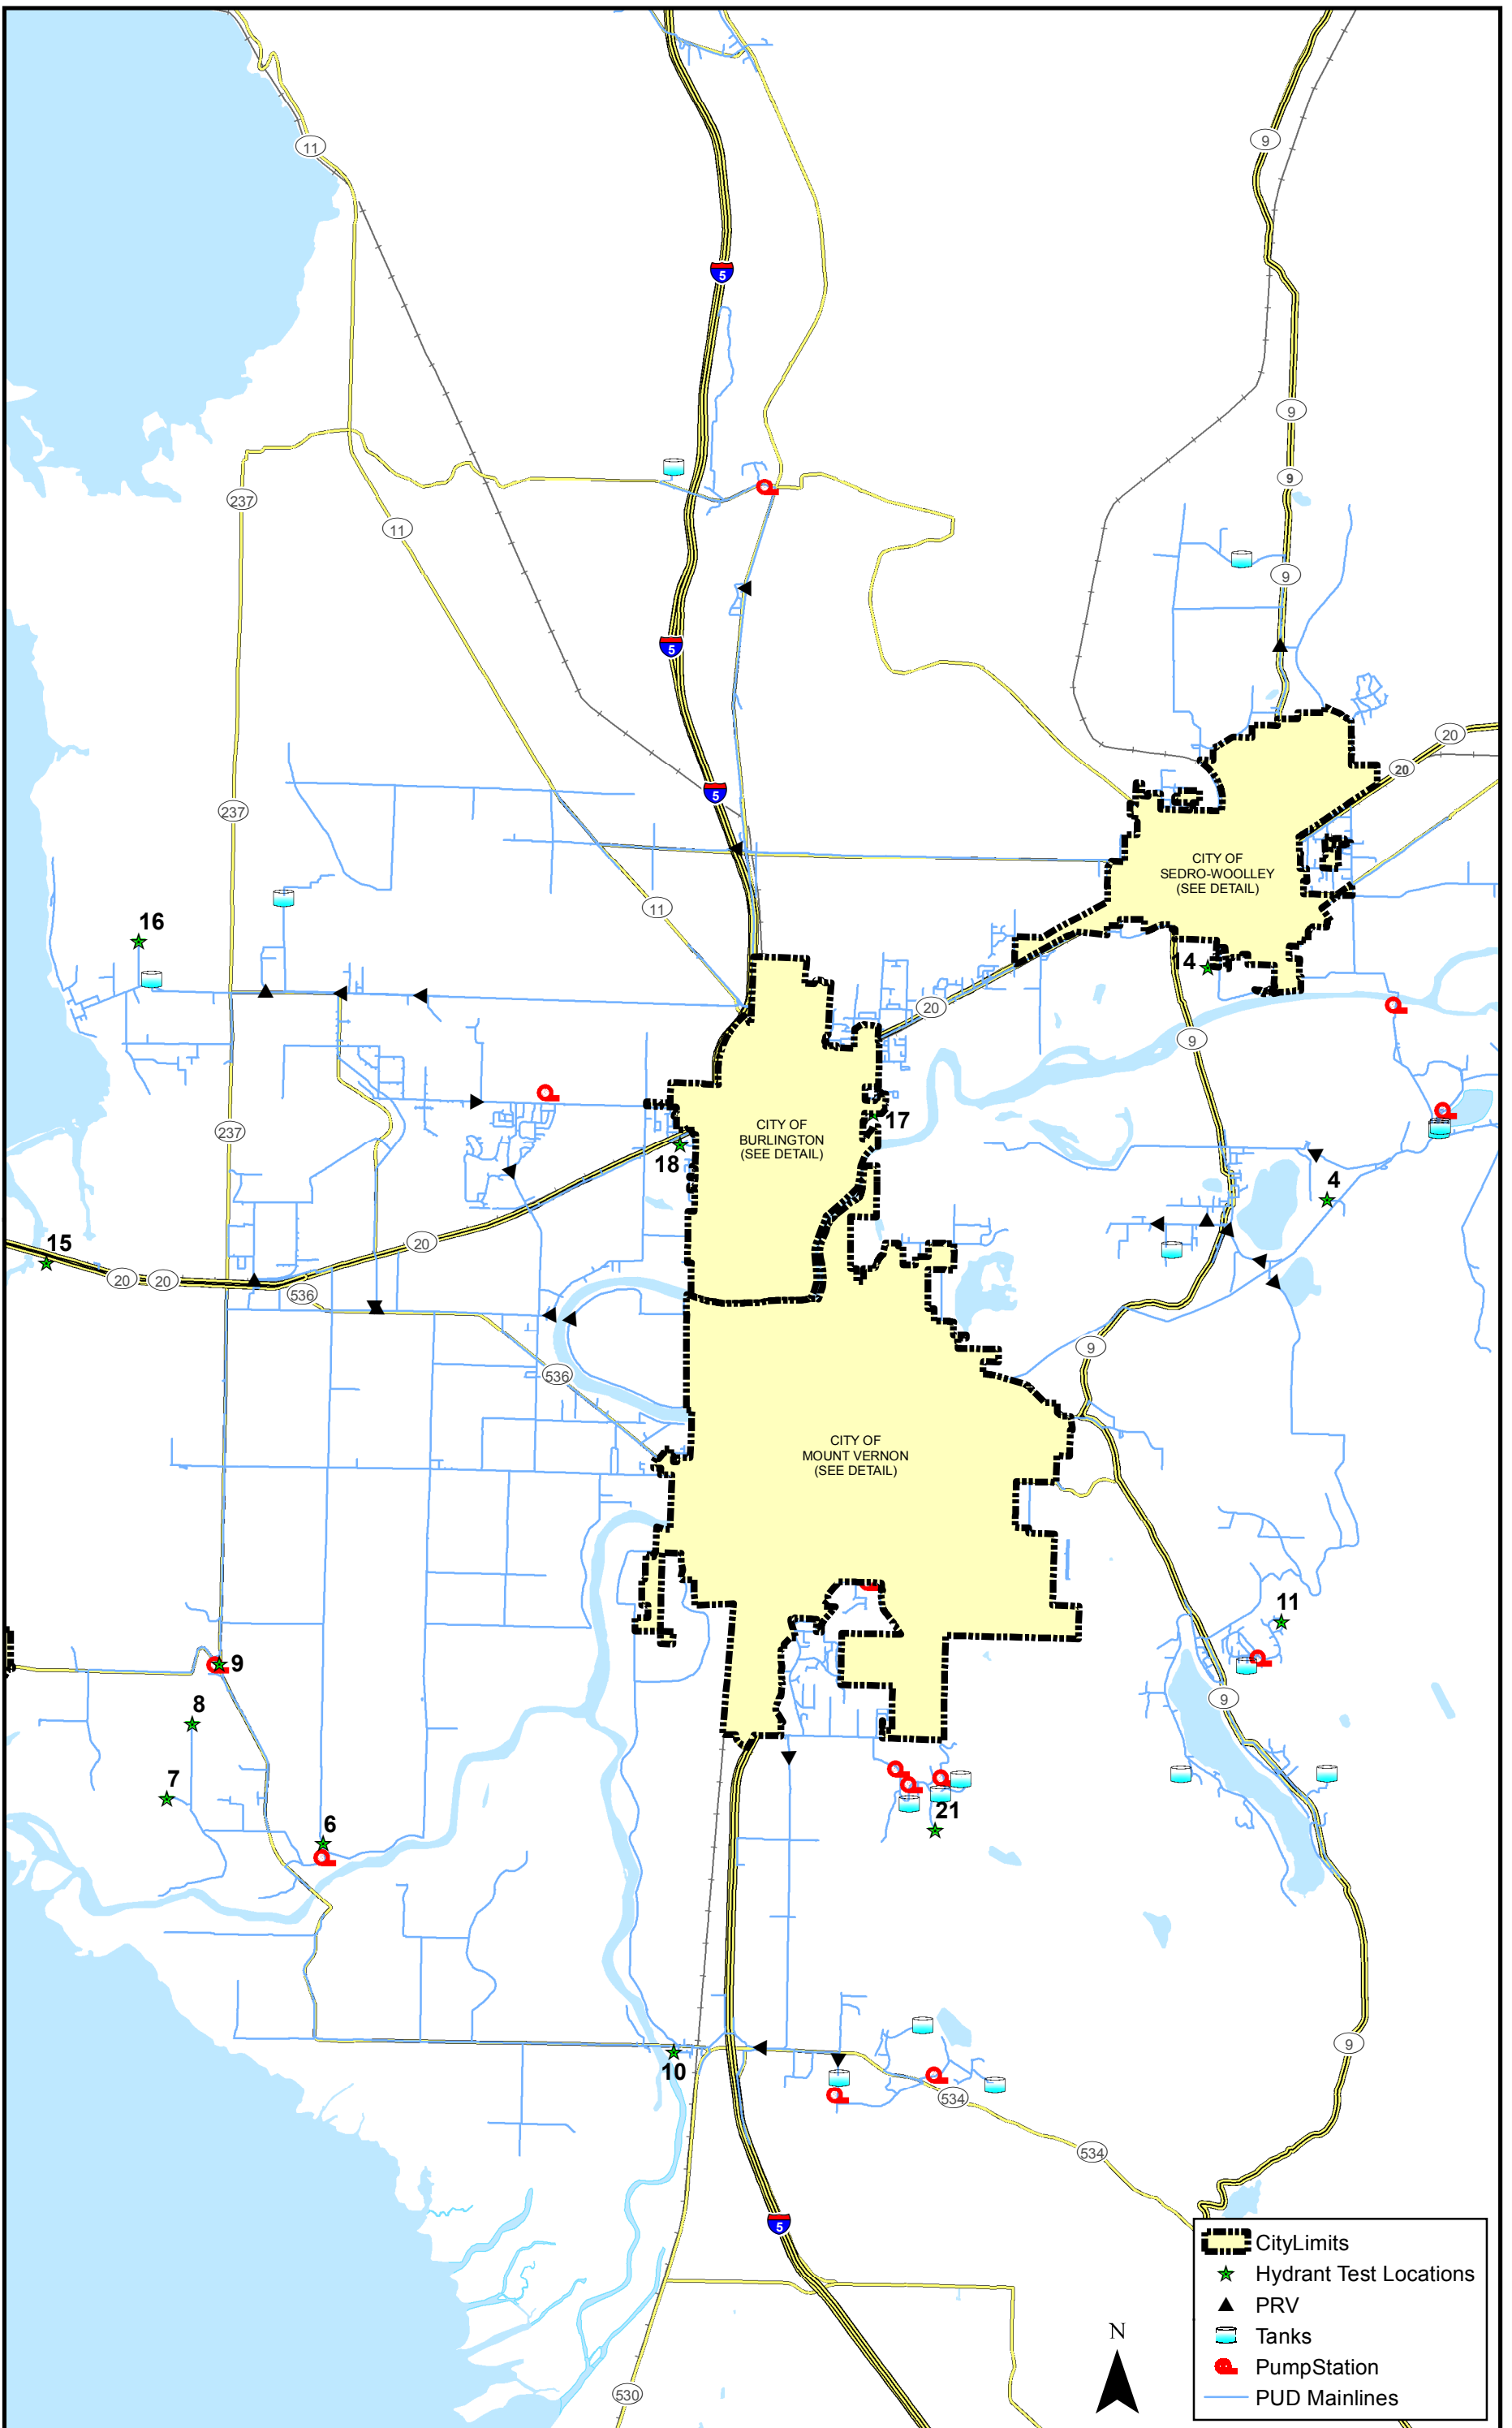 11
9
5
9
9
237
11
9
5
20
20
5
237
CITY OF
SEDRO-WOOLLEY
(SEE DETAIL)
11
16
14
20
9
237
17
CITY OF
BURLINGTON
(SEE DETAIL)
18
4
15
20
20
20
536
9
536
CITY OF
MOUNT VERNON
(SEE DETAIL)
11
9
9
8
7
21
6
10
9
534
534
5
530
N
CityLimits
Hydrant Test Locations
PRV
Tanks
PumpStation
PUD Mainlines